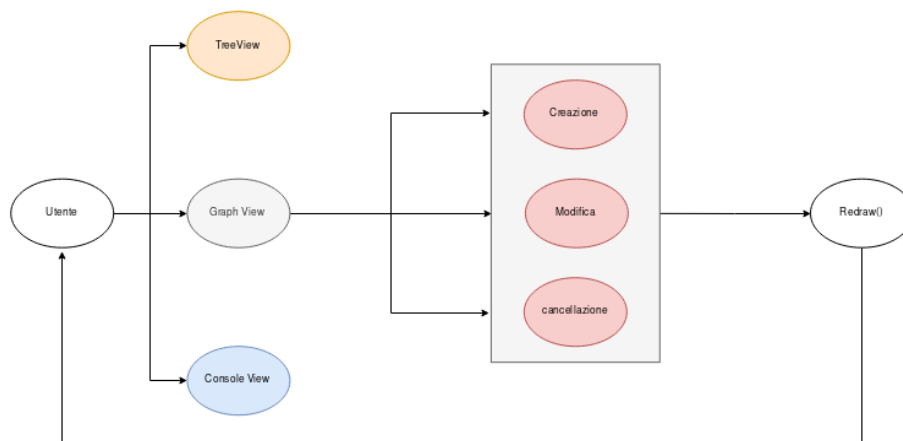 TreeView
Creazione
Utente
Graph View
Modifica
Redraw()
cancellazione
Console View